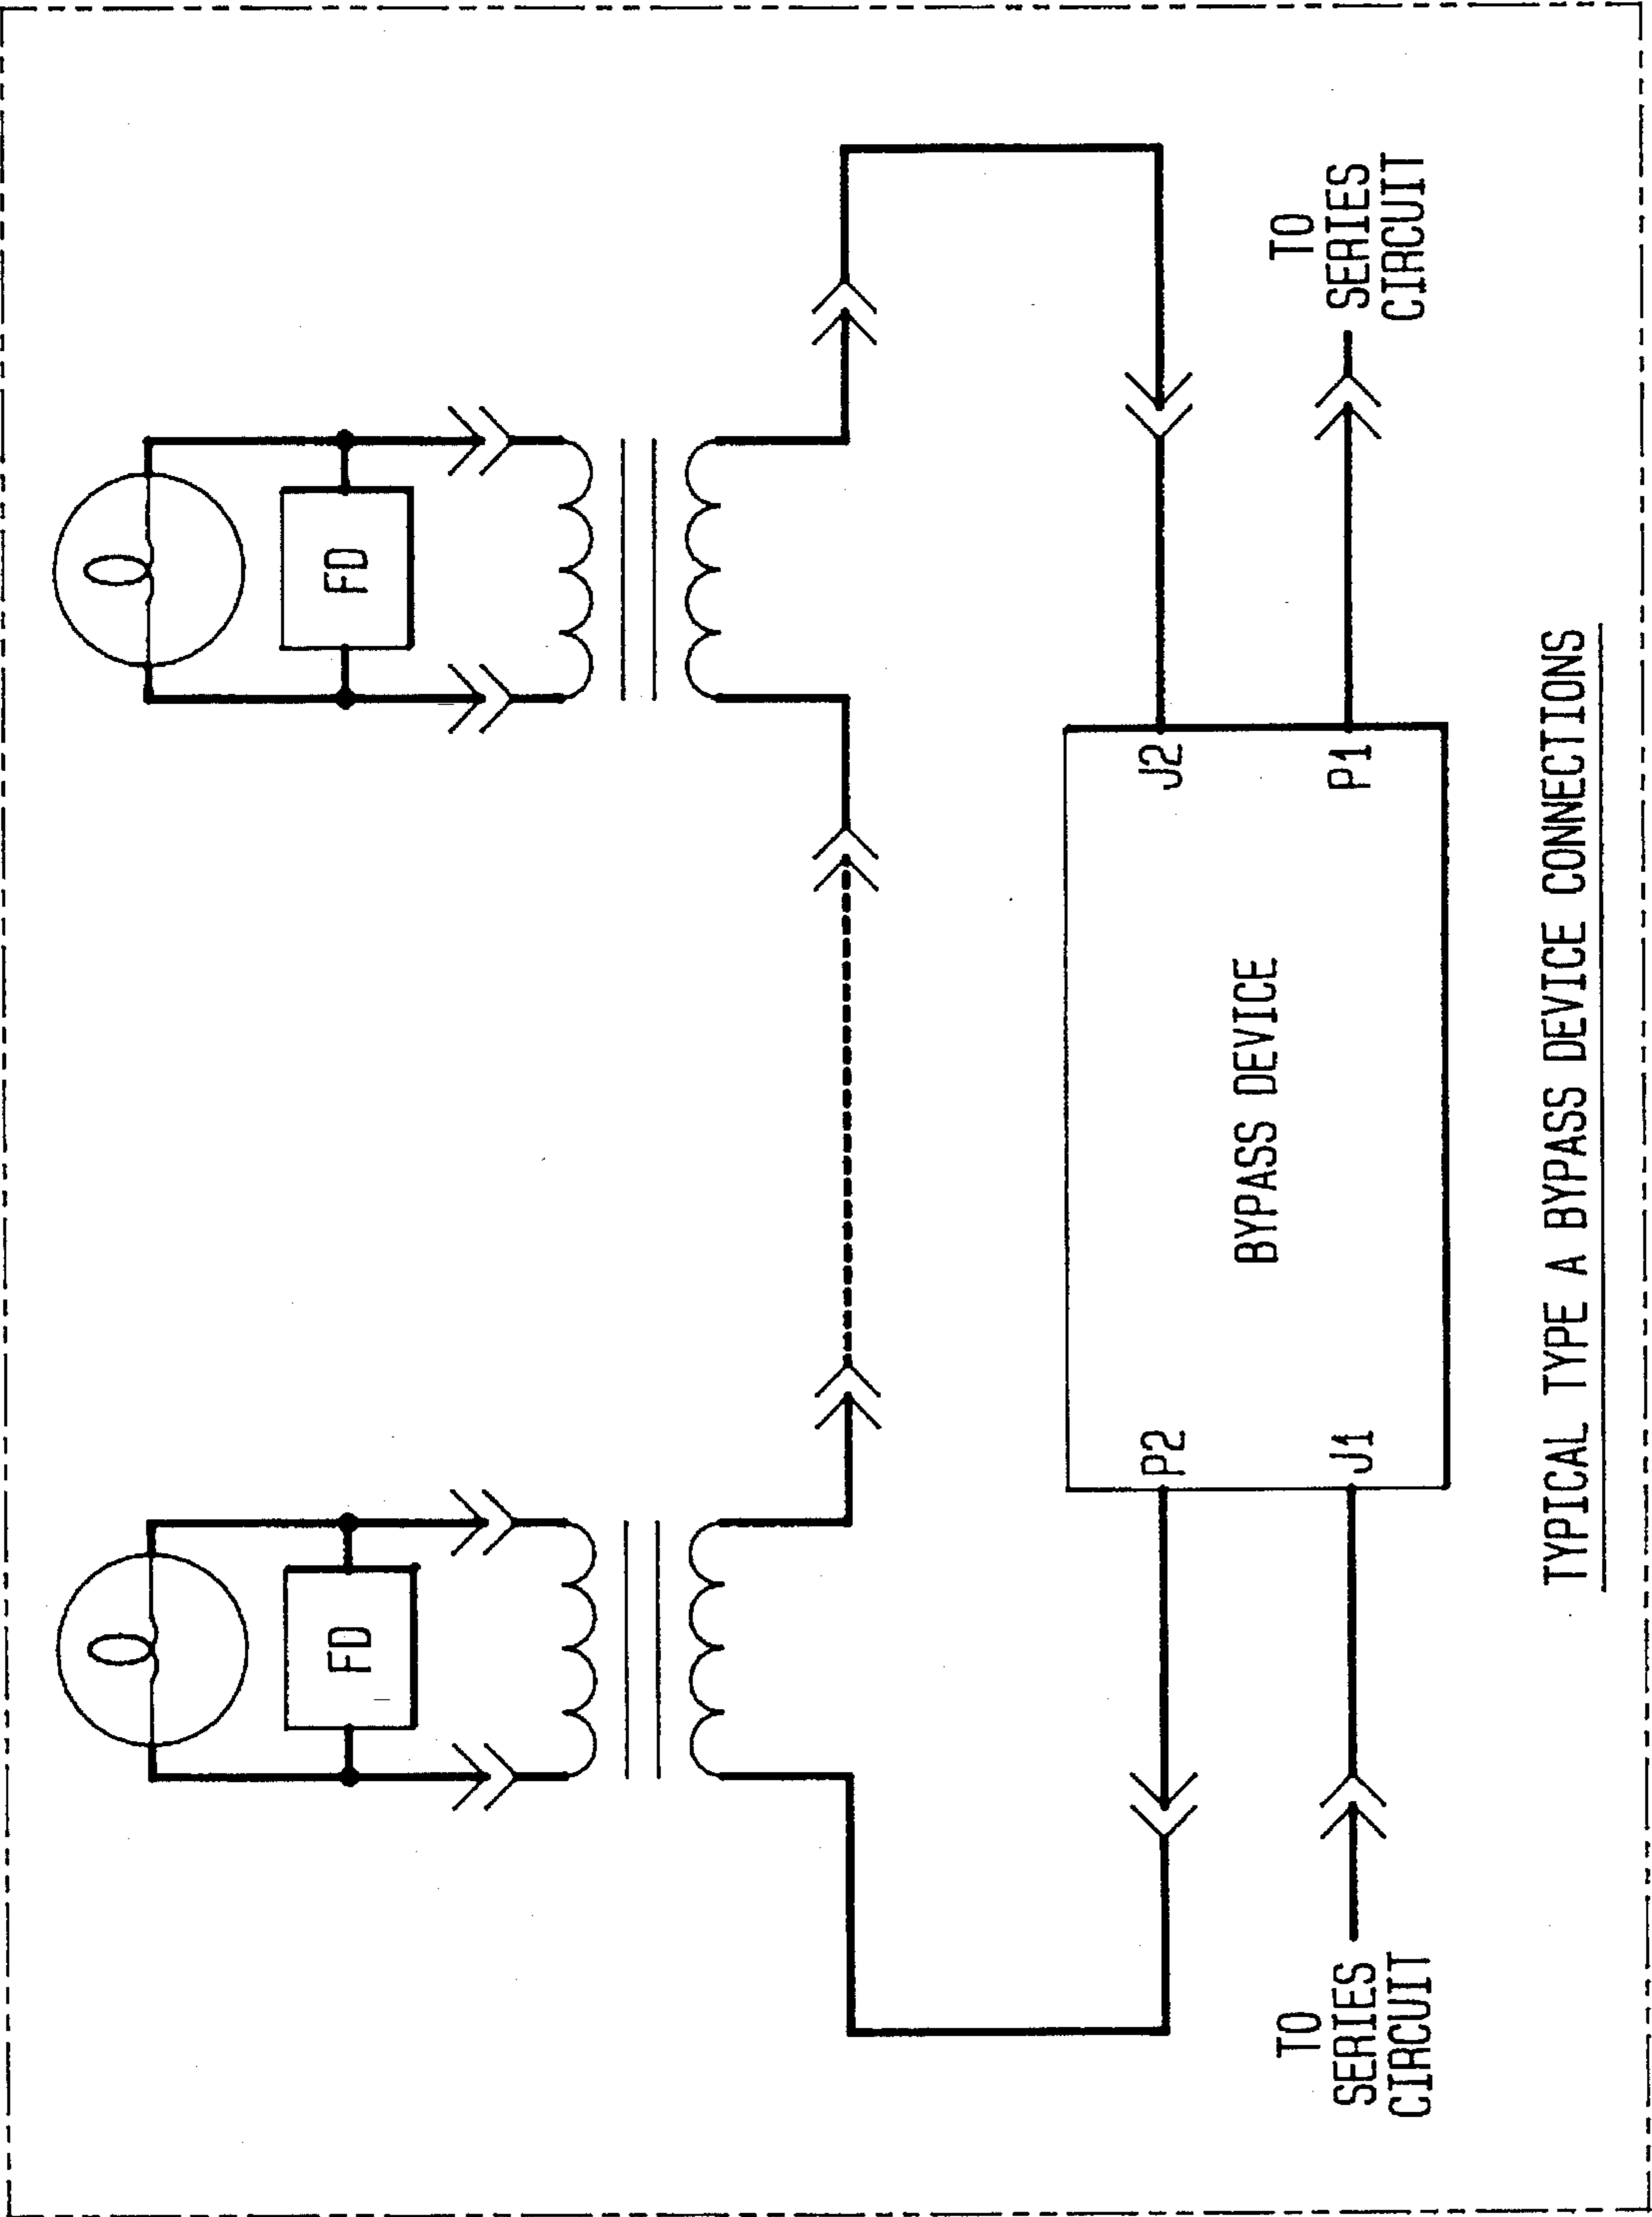 FD
FD
P2
J2
BYPASS DEVICE
J1
P1
TO
SERIES
CIRCUIT
TO
SERIES
CIRCUIT
TYPICAL TYPE A BYPASS DEVICE CONNECTIONS